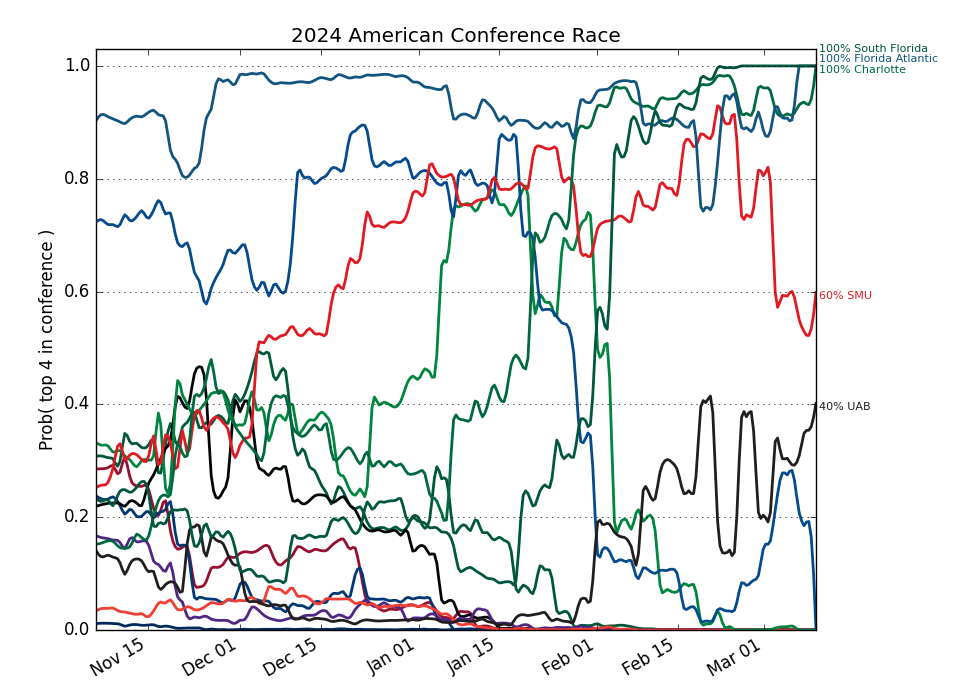 2024 American Conference Race
Prob( top 4 in conference )
1.0
0.8
0.6
0.4
0.2
0.0
100% South Florida
100% Florida Atlantic
100% Charlotte
60% SMU
40% UAB
Nov 15
Dec 01
Dec 15
Jan 01
Jan 15
Feb 01
Feb 15
Mar 01